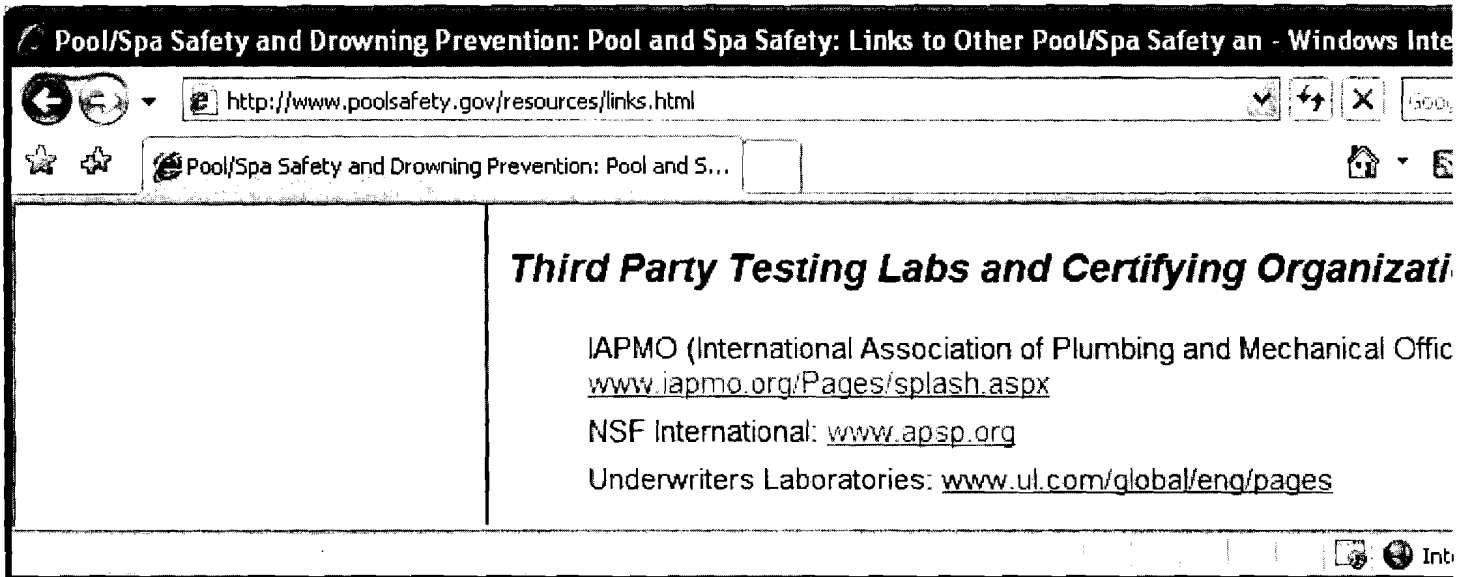 Pool/Spa Safety and Drowning Prevention: Pool and Spa Safety: Links to Other Pool/Spa Safety an - Windows Inte
http://www.poolsafety.gov/resources/links.html Goog
Pool/Spa Safety and Drowning Prevention: Pool and S...
Third Party Testing Labs and Certifying Organizati
IAPMO (International Association of Plumbing and Mechanical Offic
www.iapmo.org/Pages/splash.aspx
NSF International: www.apsp.org
Underwriters Laboratories: www.ul.com/global/eng/pages
Int